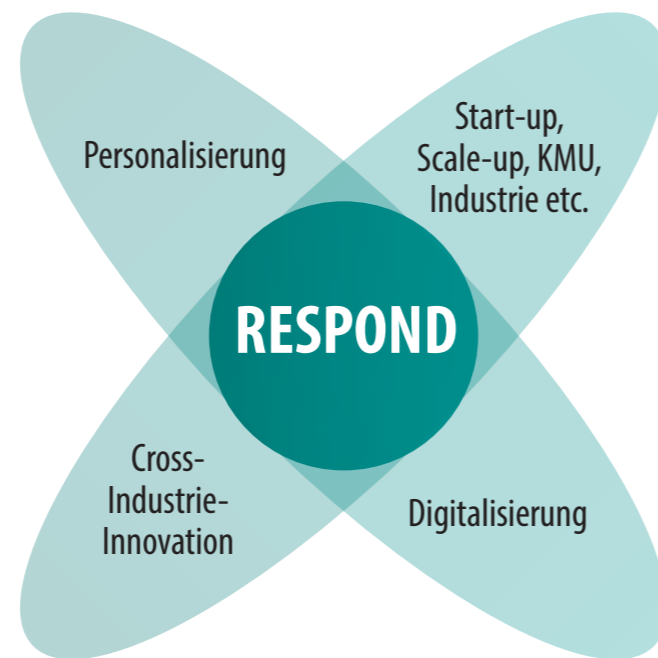 Personalisierung
Start-up,
Scale-up, KMU,
Industrie etc.
RESPOND
Cross-
Industrie-
Innovation
Digitalisierung